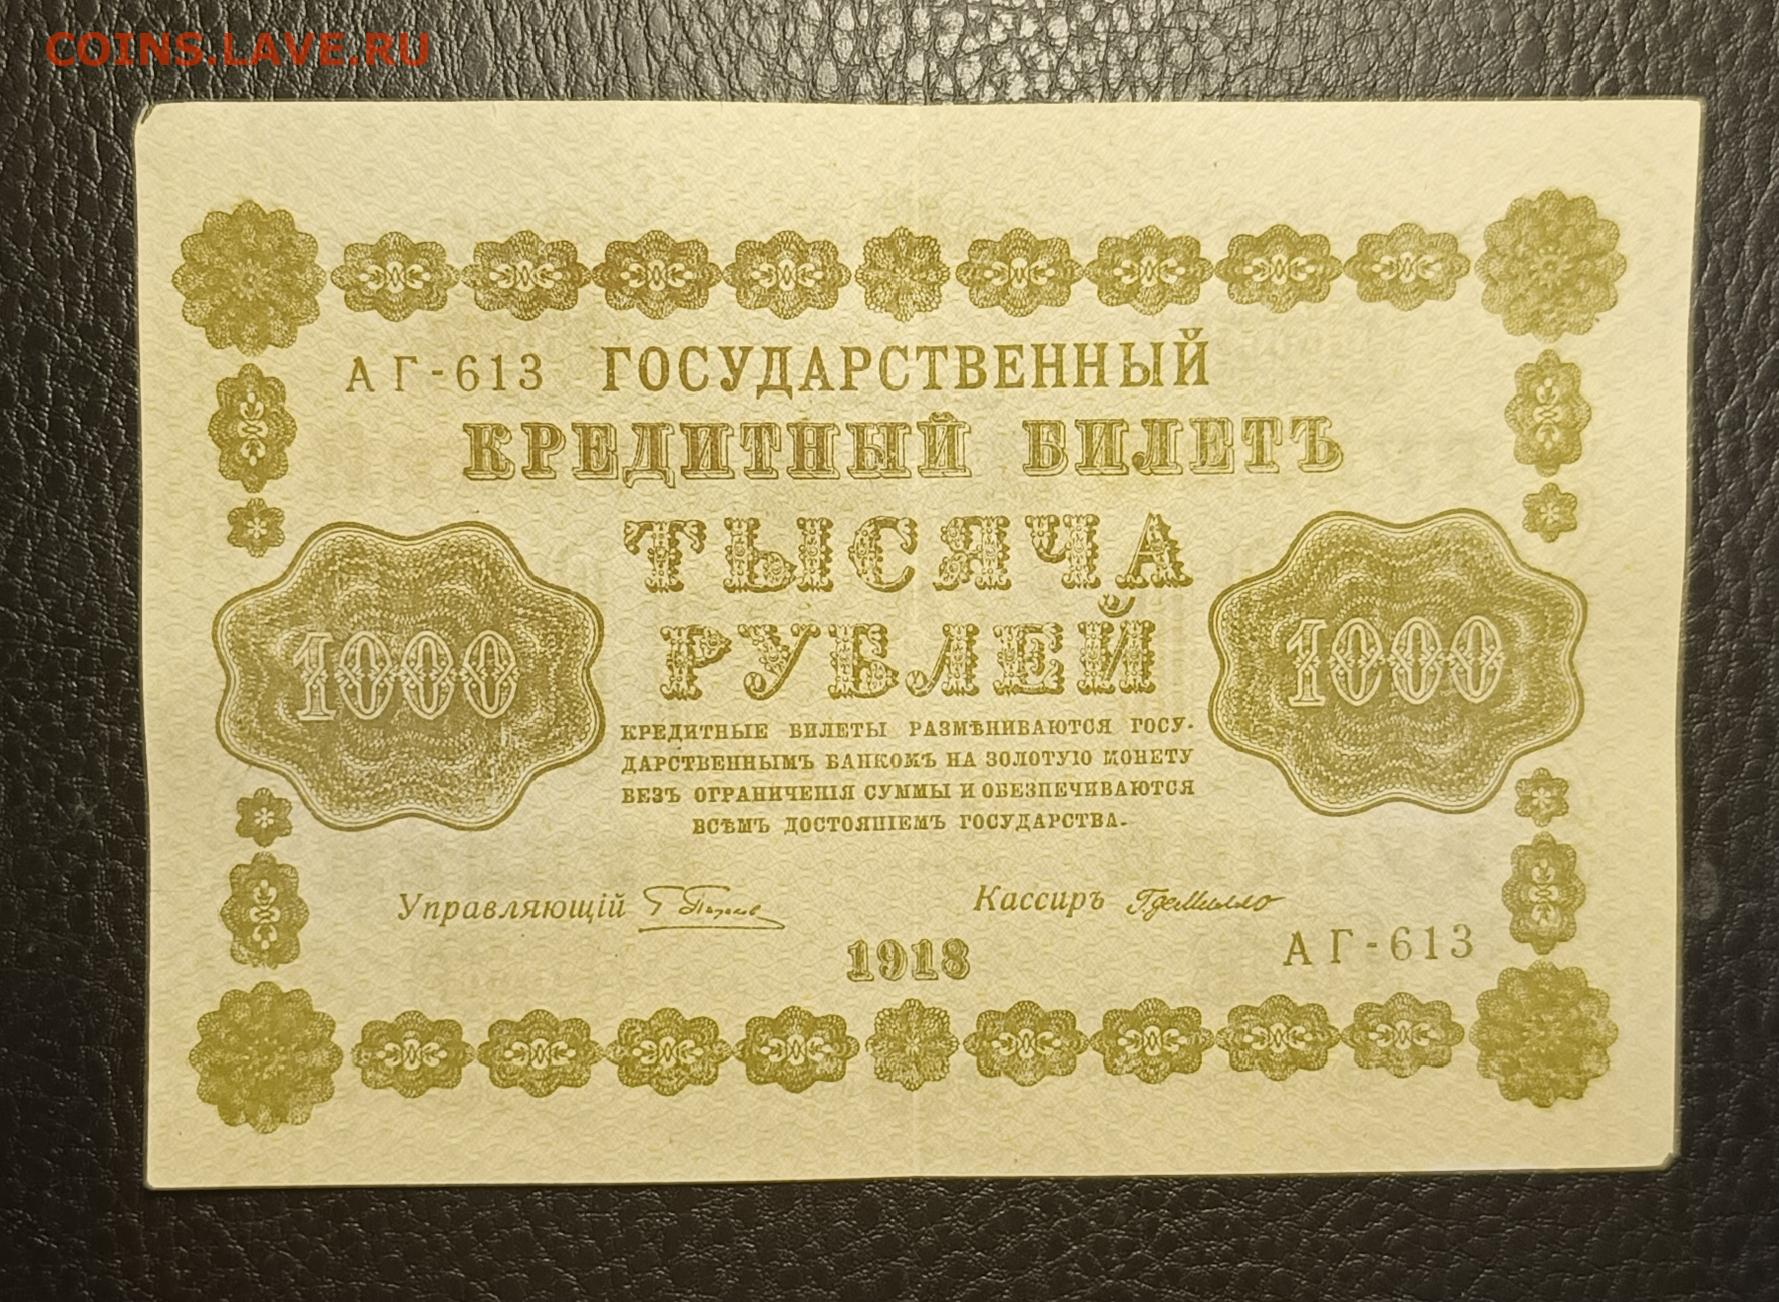 COINS.LAVE.RU
АГ-613 ГОСУДАРСТВЕННЫЙ
КРЕДИТНЫЙ БИЛЕТЪ
ТЫСЯЧА
РУБЛЕЙ
1000
1000
КРЕДИТНЫЕ БИЛЕТЫ РАЗМѢНИВАЮТСЯ ГОСУ-
ДАРСТВЕННЫМЪ БАНКОМЪ НА ЗОЛОТУЮ МОНЕТУ
БЕЗЪ ОГРАНИЧЕНІЯ СУММЫ И ОБЕЗПЕЧИВАЮТСЯ
ВСѢМЪ ДОСТОЯНІЕМЪ ГОСУДАРСТВА.
Управляющій
Кассиръ ГдеМилло
АГ-613
1918